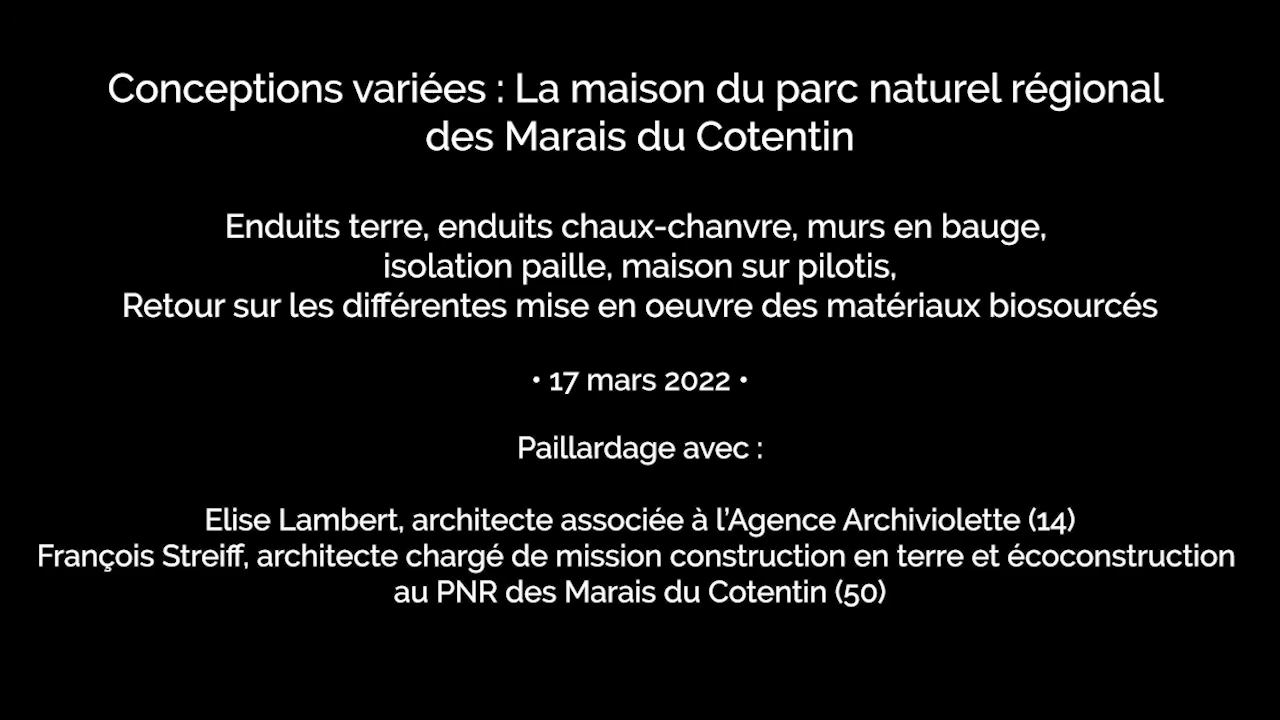 Conceptions variées : La maison du parc naturel régional
des Marais du Cotentin
Enduits terre, enduits chaux-chanvre, murs en bauge,
isolation paille, maison sur pilotis,
Retour sur les différentes mise en oeuvre des matériaux biosourcés
• 17 mars 2022 •
Paillardage avec :
Elise Lambert, architecte associée à l’Agence Archiviolette (14)
François Streiff, architecte chargé de mission construction en terre et écoconstruction
au PNR des Marais du Cotentin (50)